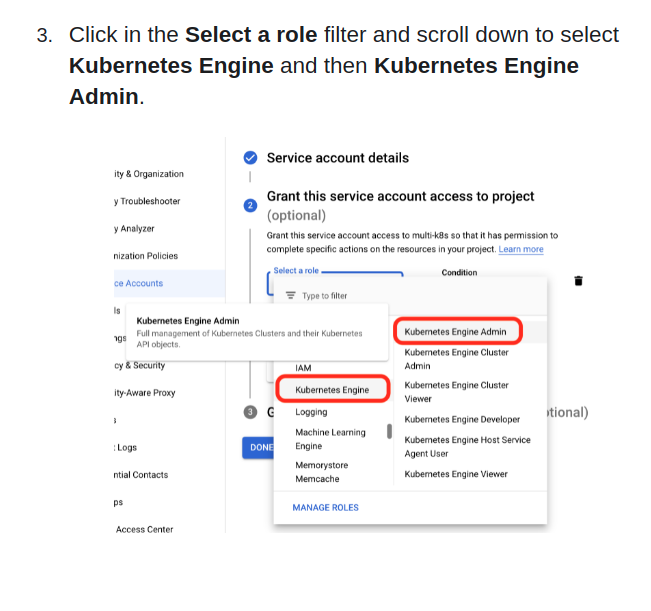 3. Click in the Select a role filter and scroll down to select
Kubernetes Engine and then Kubernetes Engine
Admin.
ity & Organization
y Troubleshooter
y Analyzer
nization Policies
ce Accounts
ls
ngs
cy & Security
ity-Aware Proxy
s
: Logs
ntial Contacts
ps
Access Center
Service account details
2 Grant this service account access to project
(optional)
Grant this service account access to multi-k8s so that it has permission to
complete specific actions on the resources in your project. Learn more
Select a role
Condition
Type to filter
Kubernetes Engine Admin
Full management of Kubernetes Clusters and their Kubernetes
API objects.
IAM
Kubernetes Engine
Logging
Machine Learning
Engine
Memorystore
Memcache
Kubernetes Engine Admin
Kubernetes Engine Cluster
Admin
Kubernetes Engine Cluster
Viewer
Kubernetes Engine Developer
Kubernetes Engine Host Service
Agent User
Kubernetes Engine Viewer
MANAGE ROLES
3 G
tional)
DONE